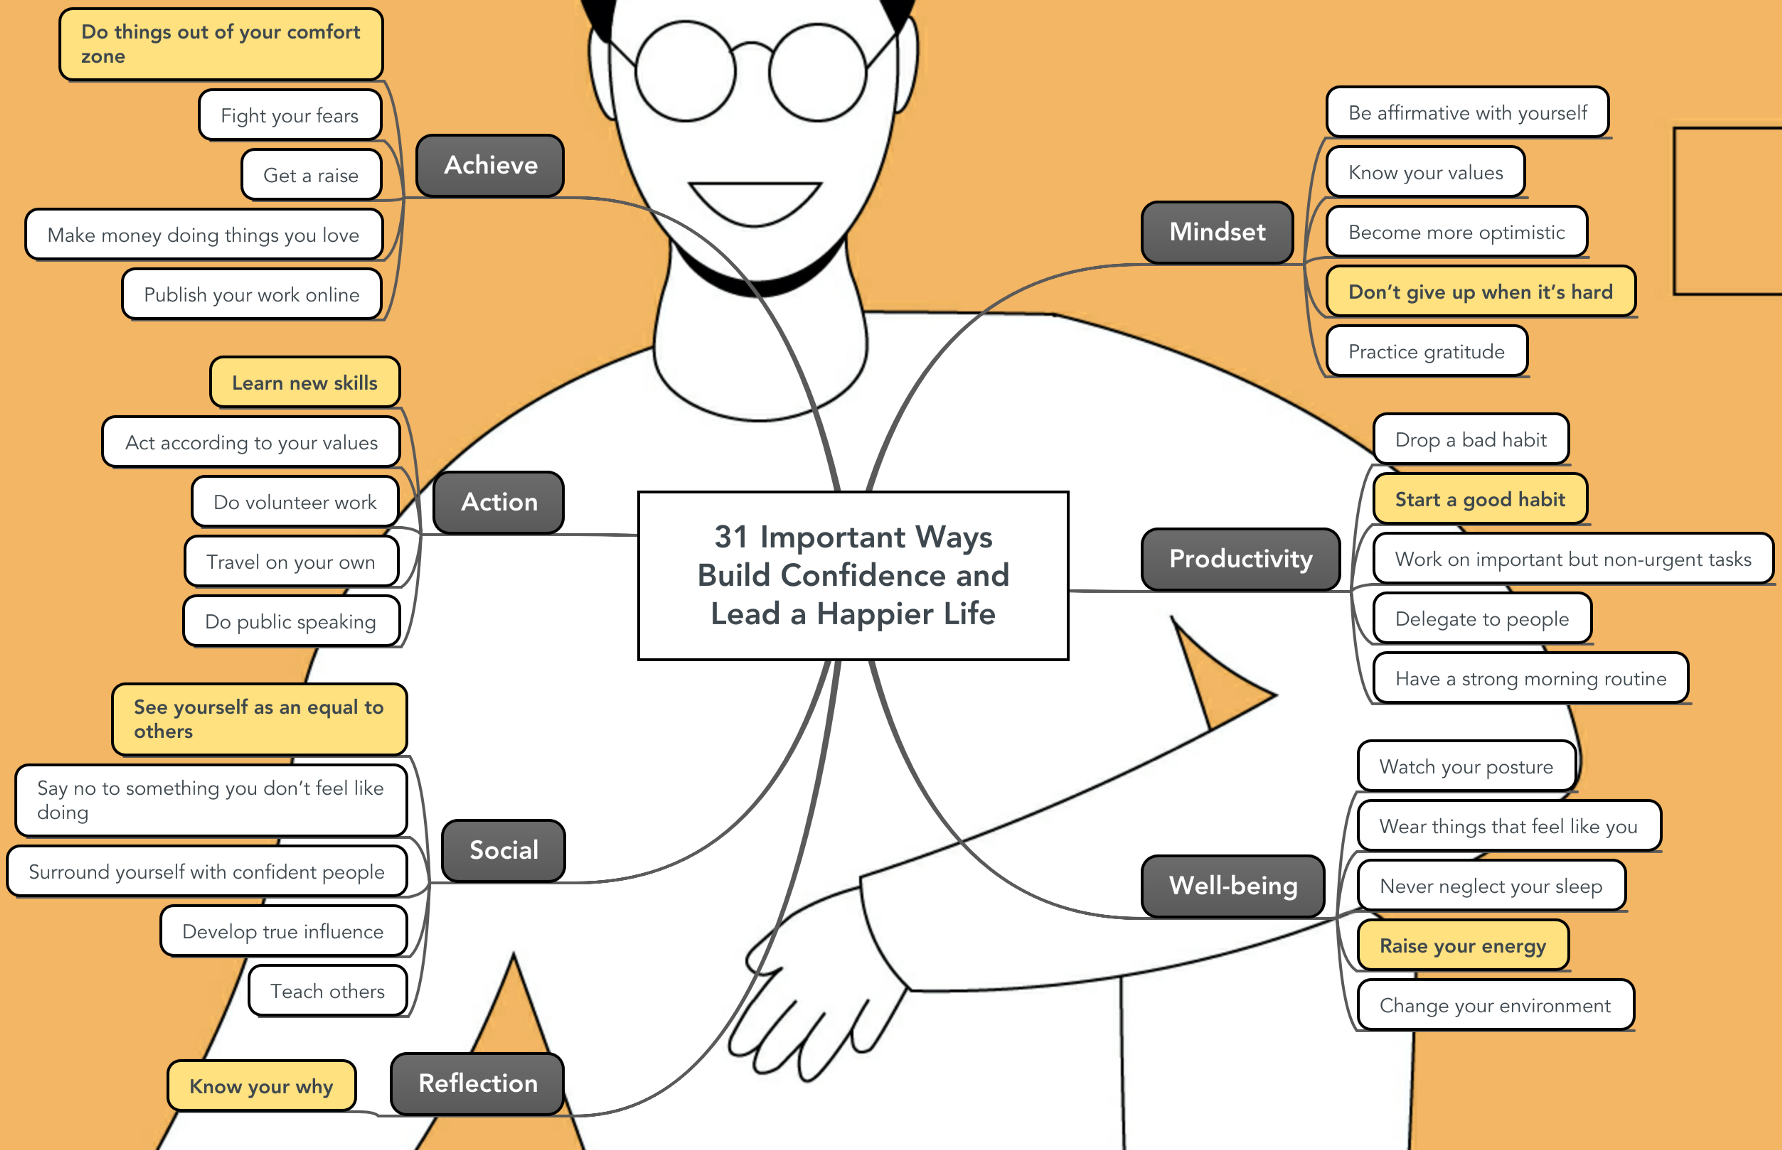 31 Important Ways
Build Confidence and
Lead a Happier Life
Achieve
Do things out of your comfort
zone
Fight your fears
Get a raise
Make money doing things you love
Publish your work online
Action
Learn new skills
Act according to your values
Do volunteer work
Travel on your own
Do public speaking
Social
See yourself as an equal to
others
Say no to something you don’t feel like
doing
Surround yourself with confident people
Develop true influence
Teach others
Reflection
Know your why
Mindset
Be affirmative with yourself
Know your values
Become more optimistic
Don’t give up when it’s hard
Practice gratitude
Productivity
Drop a bad habit
Start a good habit
Work on important but non-urgent tasks
Delegate to people
Have a strong morning routine
Well-being
Watch your posture
Wear things that feel like you
Never neglect your sleep
Raise your energy
Change your environment